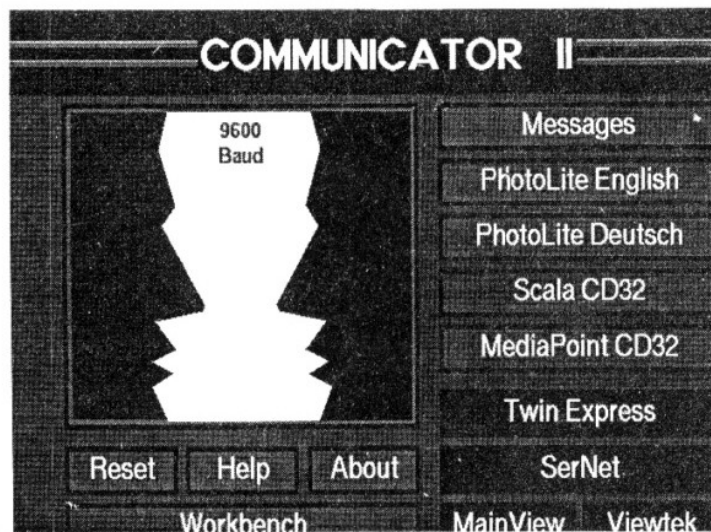 COMMUNICATOR II
9600
Baud
Messages
PhotoLite English
PhotoLite Deutsch
Scala CD32
MediaPoint CD32
Twin Express
Reset Help About SerNet
Workbench MainView Viewtek